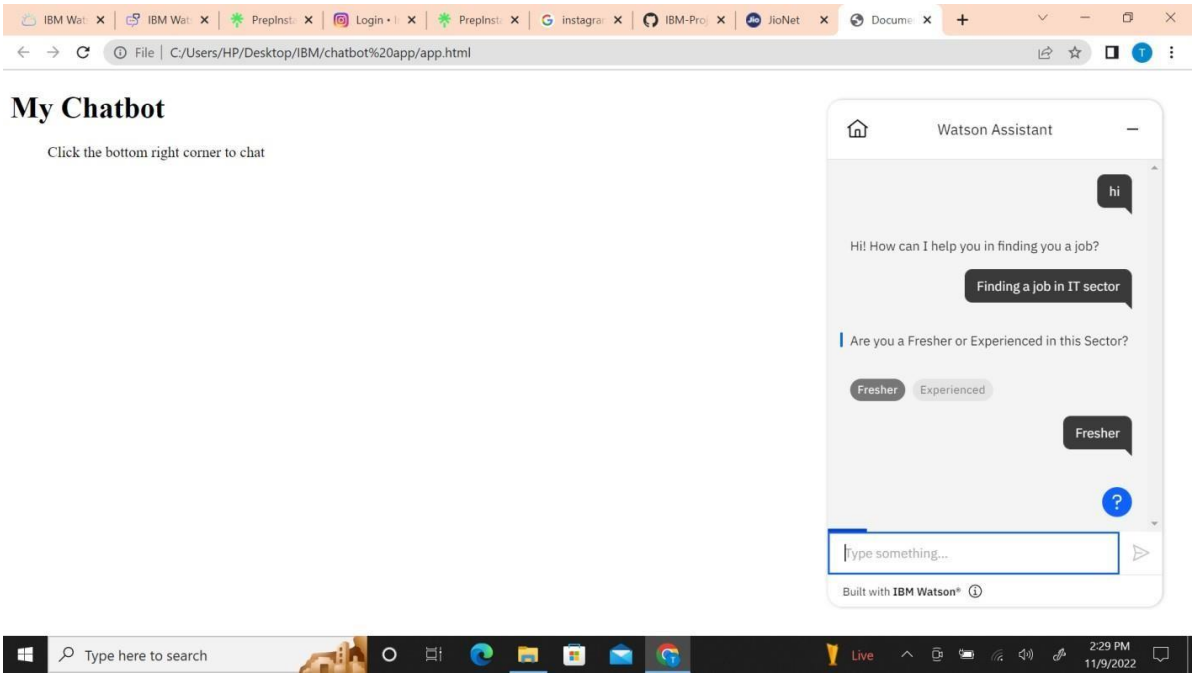 IBM Wat
IBM Wat
PrepInsta
Login • I
PrepInsta
instagrar
IBM-Proj
JioNet
Docume
File | C:/Users/HP/Desktop/IBM/chatbot%20app/app.html
T
My Chatbot
Click the bottom right corner to chat
Watson Assistant
hi
Hi! How can I help you in finding you a job?
Finding a job in IT sector
Are you a Fresher or Experienced in this Sector?
Fresher Experienced
Fresher
?
Type something...
Built with IBM Watson®
Type here to search
Live
2:29 PM
11/9/2022